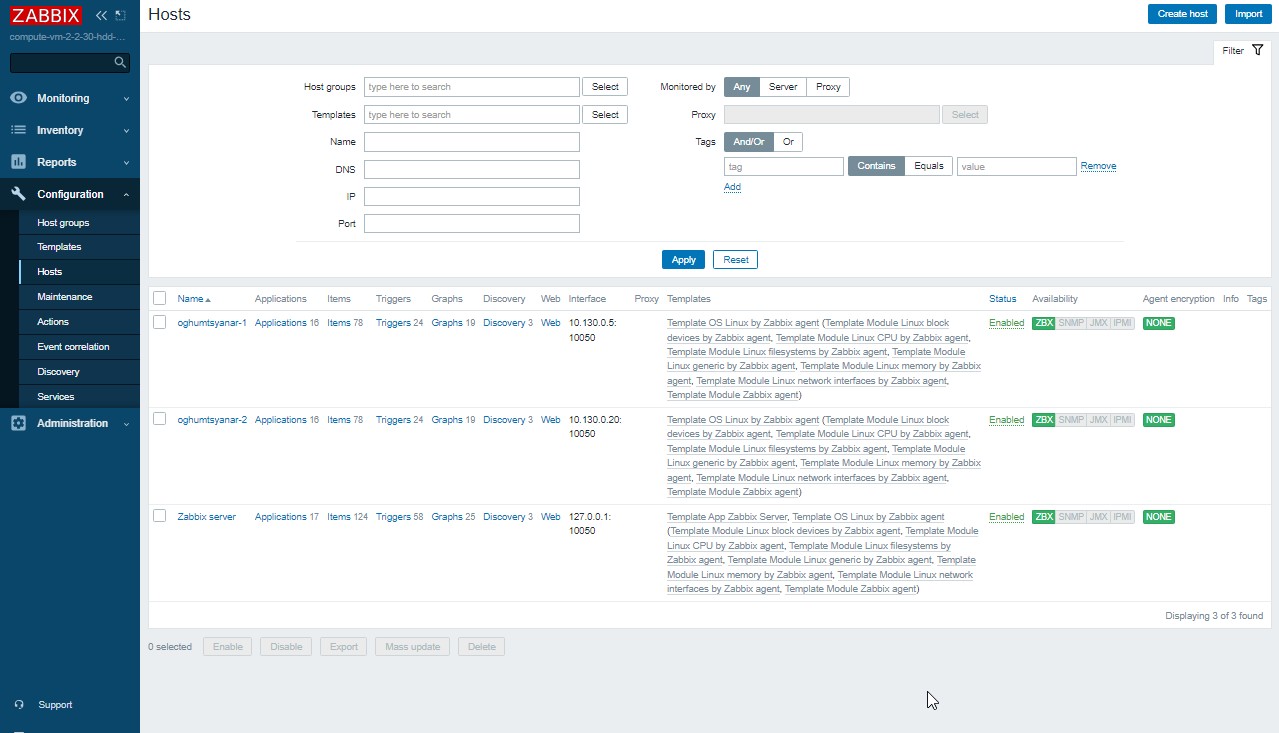 ZABBIX
compute-vm-2-2-30-hdd-...
Monitoring
Inventory
Reports
Configuration
Host groups
Templates
Hosts
Maintenance
Actions
Event correlation
Discovery
Services
Administration
Support
Hosts
Create host Import
Filter
Host groups type here to search Select
Templates type here to search Select
Name
DNS
IP
Port
Monitored by Any Server Proxy
Proxy Select
Tags And/Or Or
tag Contains Equals value Remove
Add
Apply Reset
Name Applications Items Triggers Graphs Discovery Web Interface Proxy Templates Status Availability Agent encryption Info Tags
oghumtsyanar-1 Applications 16 Items 78 Triggers 24 Graphs 19 Discovery 3 Web 10.130.0.5: Template OS Linux by Zabbix agent (Template Module Linux block Enabled ZBX SNMP JMX IPMI NONE
10050 devices by Zabbix agent, Template Module Linux CPU by Zabbix agent,
Template Module Linux filesystems by Zabbix agent, Template Module
Linux generic by Zabbix agent, Template Module Linux memory by Zabbix
agent, Template Module Linux network interfaces by Zabbix agent,
Template Module Zabbix agent)
oghumtsyanar-2 Applications 16 Items 78 Triggers 24 Graphs 19 Discovery 3 Web 10.130.0.20: Template OS Linux by Zabbix agent (Template Module Linux block Enabled ZBX SNMP JMX IPMI NONE
10050 devices by Zabbix agent, Template Module Linux CPU by Zabbix agent,
Template Module Linux filesystems by Zabbix agent, Template Module
Linux generic by Zabbix agent, Template Module Linux memory by Zabbix
agent, Template Module Linux network interfaces by Zabbix agent,
Template Module Zabbix agent)
Zabbix server Applications 17 Items 124 Triggers 58 Graphs 25 Discovery 3 Web 127.0.0.1: Template App Zabbix Server, Template OS Linux by Zabbix agent Enabled ZBX SNMP JMX IPMI NONE
10050 (Template Module Linux block devices by Zabbix agent, Template Module
Linux CPU by Zabbix agent, Template Module Linux filesystems by
Zabbix agent, Template Module Linux generic by Zabbix agent, Template
Module Linux memory by Zabbix agent, Template Module Linux network
interfaces by Zabbix agent, Template Module Zabbix agent)
Displaying 3 of 3 found
0 selected Enable Disable Export Mass update Delete